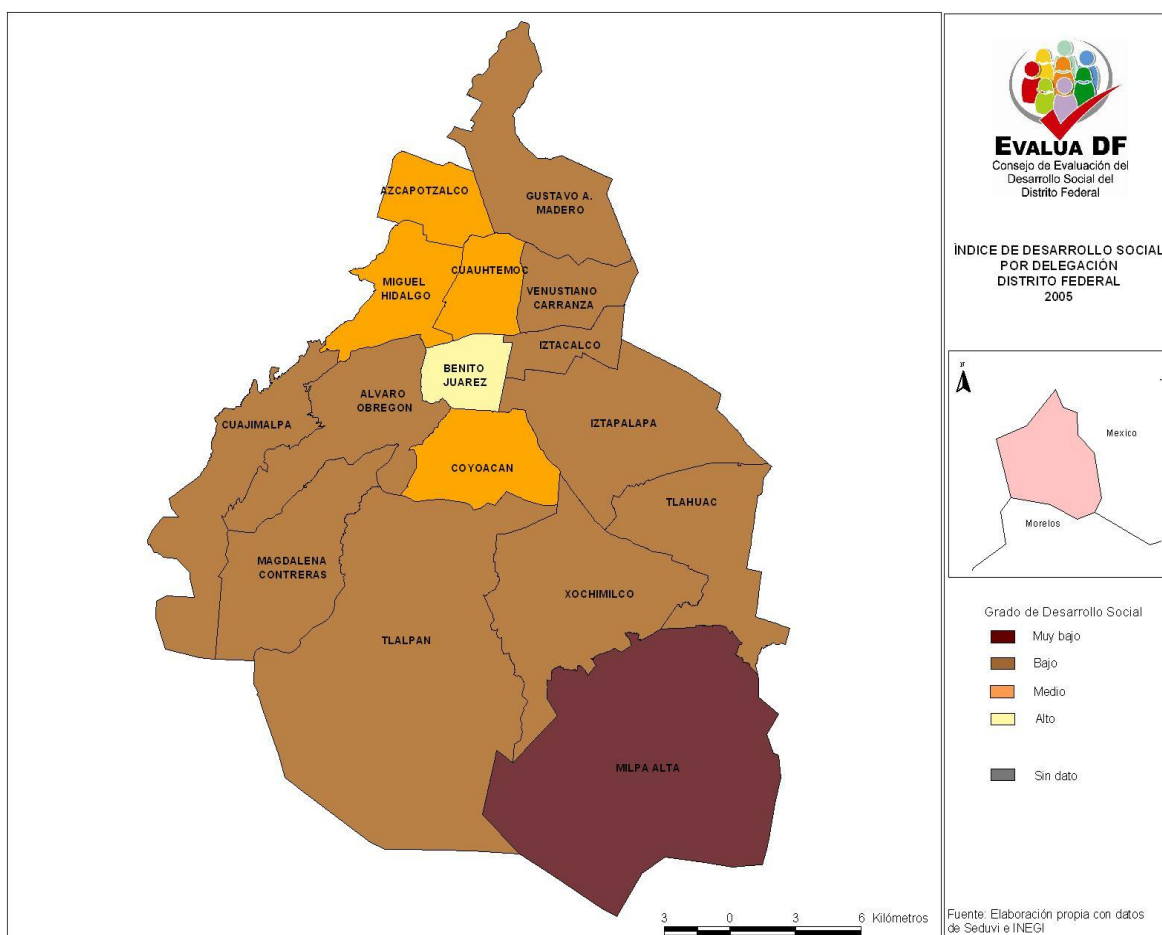 AZCAPOTZALCO
GUSTAVO A.
MADERO
MIGUEL
HIDALGO
CUAUHTEMOC
VENUSTIANO
CARRANZA
IZTACALCO
BENITO
JUAREZ
ALVARO
OBREGON
CUAJIMALPA
IZTAPALAPA
COYOACAN
TLAHUAC
MAGDALENA
CONTRERAS
XOCHIMILCO
TLALPAN
MILPA ALTA
3 0 3 6 Kilómetros
EVALUA DF
Consejo de Evaluación del
Desarrollo Social del
Distrito Federal
ÌNDICE DE DESARROLLO SOCIAL
POR DELEGACIÓN
DISTRITO FEDERAL
2005
Mexico
Morelos
Grado de Desarrollo Social
Muy bajo
Bajo
Medio
Alto
Sin dato
Fuente: Elaboración propia con datos
de Seduvi e INEGI